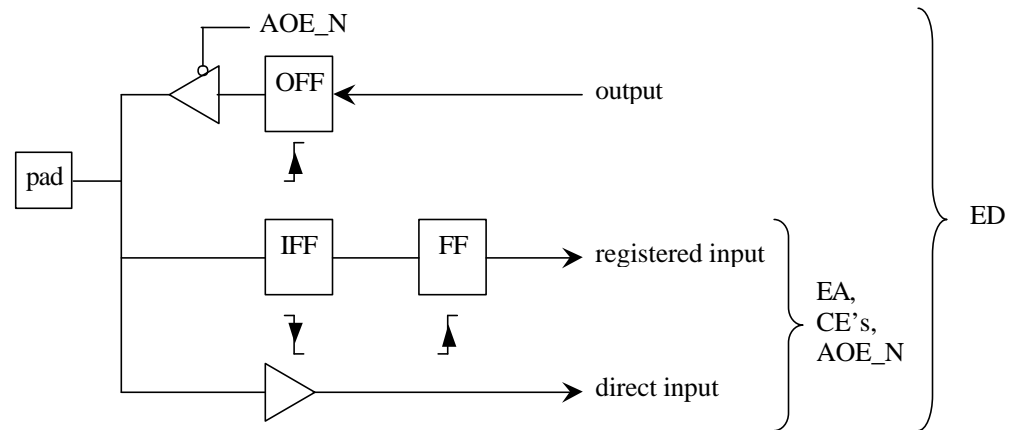 AOE_N
OFF
output
pad
IFF
FF
registered input
direct input
EA,
CE’s,
AOE_N
ED